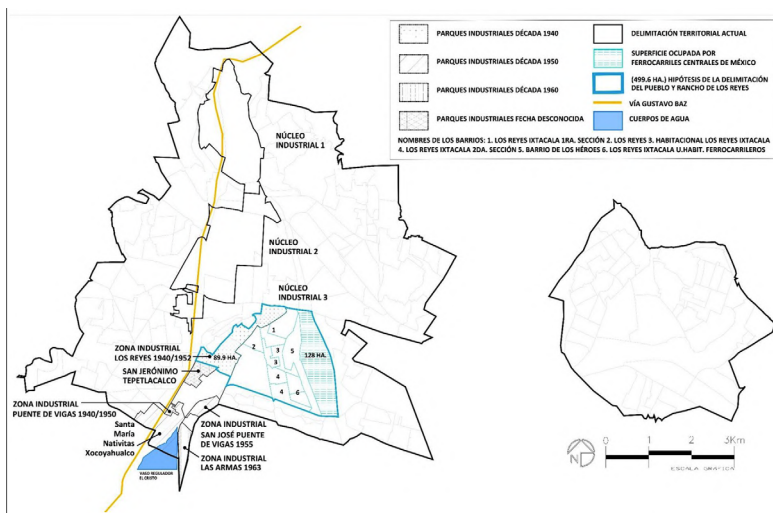 PARQUES INDUSTRIALES DÉCADA 1940
PARQUES INDUSTRIALES DÉCADA 1950
PARQUES INDUSTRIALES DÉCADA 1960
PARQUES INDUSTRIALES FECHA DESCONOCIDA
DELIMITACIÓN TERRITORIAL ACTUAL
SUPERFICIE OCUPADA POR
FERROCARRILES CENTRALES DE MÉXICO
(499.6 HA.) HIPÓTESIS DE LA DELIMITACIÓN
DEL PUEBLO Y RANCHO DE LOS REYES
VÍA GUSTAVO BAZ
CUERPOS DE AGUA
NOMBRES DE LOS BARRIOS: 1. LOS REYES IXTACALA 1RA. SECCIÓN 2. LOS REYES 3. HABITACIONAL LOS REYES IXTACALA
4. LOS REYES IXTACALA 2DA. SECCIÓN 5. BARRIO DE LOS HÉROES 6. LOS REYES IXTACALA U.HABIT. FERROCARRILEROS
NÚCLEO
INDUSTRIAL 1
NÚCLEO
INDUSTRIAL 2
NÚCLEO
INDUSTRIAL 3
ZONA INDUSTRIAL
LOS REYES 1940/1952
89.9 HA.
1
2
3
5
3
4
4
6
128 HA.
SAN JERÓNIMO
TEPETLACALCO
ZONA INDUSTRIAL
PUENTE DE VIGAS 1940/1950
Santa
María
Nativitas
Xocoyahualco
ZONA INDUSTRIAL
SAN JOSÉ PUENTE
DE VIGAS 1955
ZONA INDUSTRIAL
LAS ARMAS 1963
VASO REGULADOR
EL CRISTO
N
0 1 2 3Km
ESCALA GRÁFICA